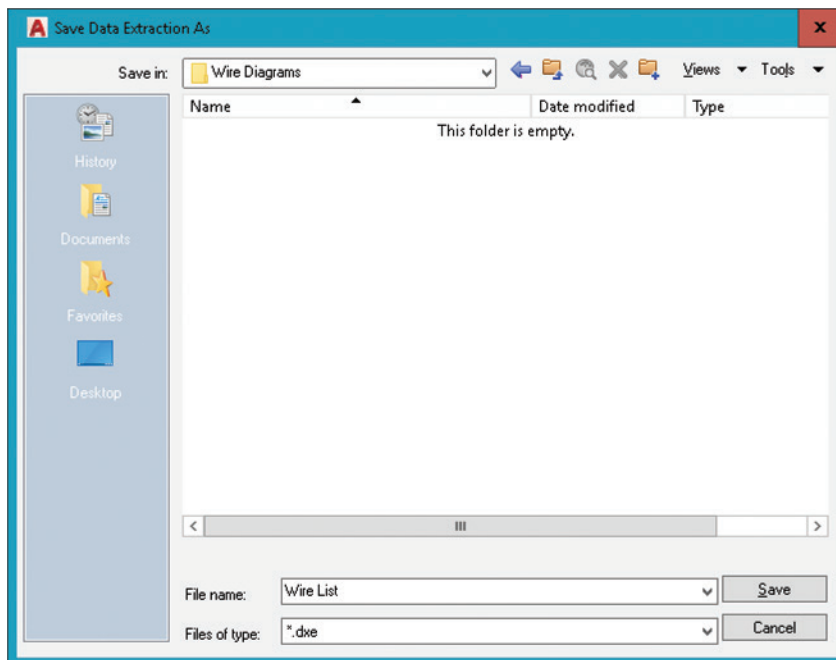 Save Data Extraction As
Save in: Wire Diagrams Views Tools
Name Date modified Type
This folder is empty.
History
Documents
Favorites
Desktop
File name: Wire List Save
Files of type: *.dxe Cancel